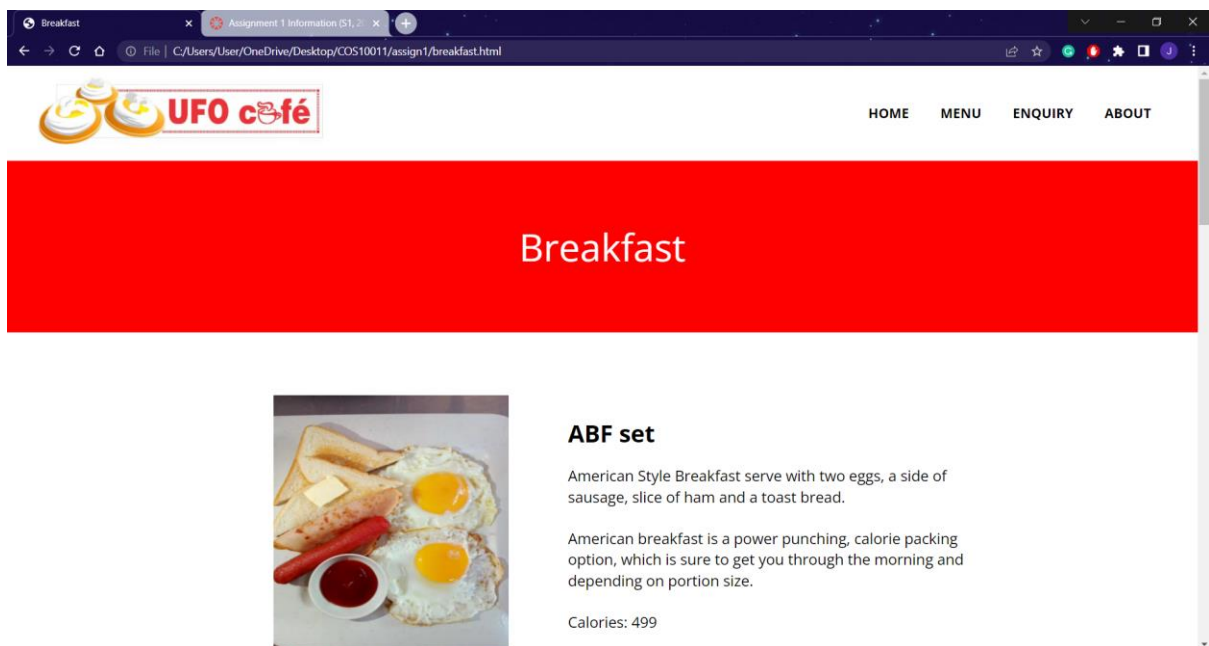 Breakfast
Assignment 1 Information (S1, 2
File | C:/Users/User/OneDrive/Desktop/COS10011/assign1/breakfast.html
J
UFO café
HOME MENU ENQUIRY ABOUT
Breakfast
ABF set
American Style Breakfast serve with two eggs, a side of
sausage, slice of ham and a toast bread.
American breakfast is a power punching, calorie packing
option, which is sure to get you through the morning and
depending on portion size.
Calories: 499